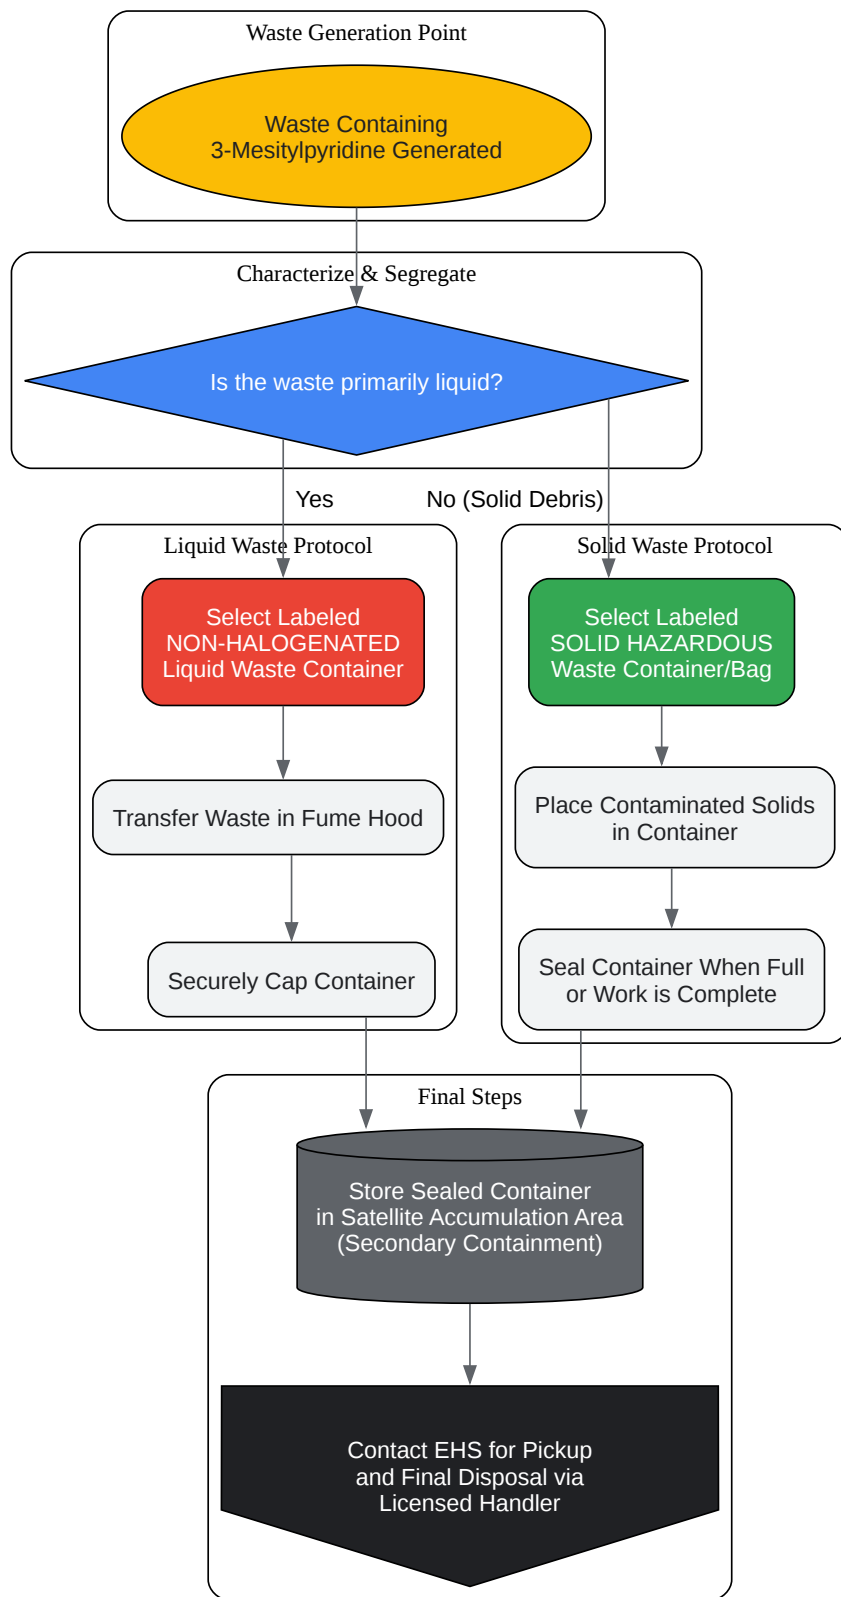 Waste Generation Point
Waste Containing
3-Mesitylpyridine Generated
Characterize & Segregate
Is the waste primarily liquid?
Yes
No (Solid Debris)
Liquid Waste Protocol
Select Labeled
NON-HALOGENATED
Liquid Waste Container
Transfer Waste in Fume Hood
Securely Cap Container
Solid Waste Protocol
Select Labeled
SOLID HAZARDOUS
Waste Container/Bag
Place Contaminated Solids
in Container
Seal Container When Full
or Work is Complete
Final Steps
Store Sealed Container
in Satellite Accumulation Area
(Secondary Containment)
Contact EHS for Pickup
and Final Disposal via
Licensed Handler